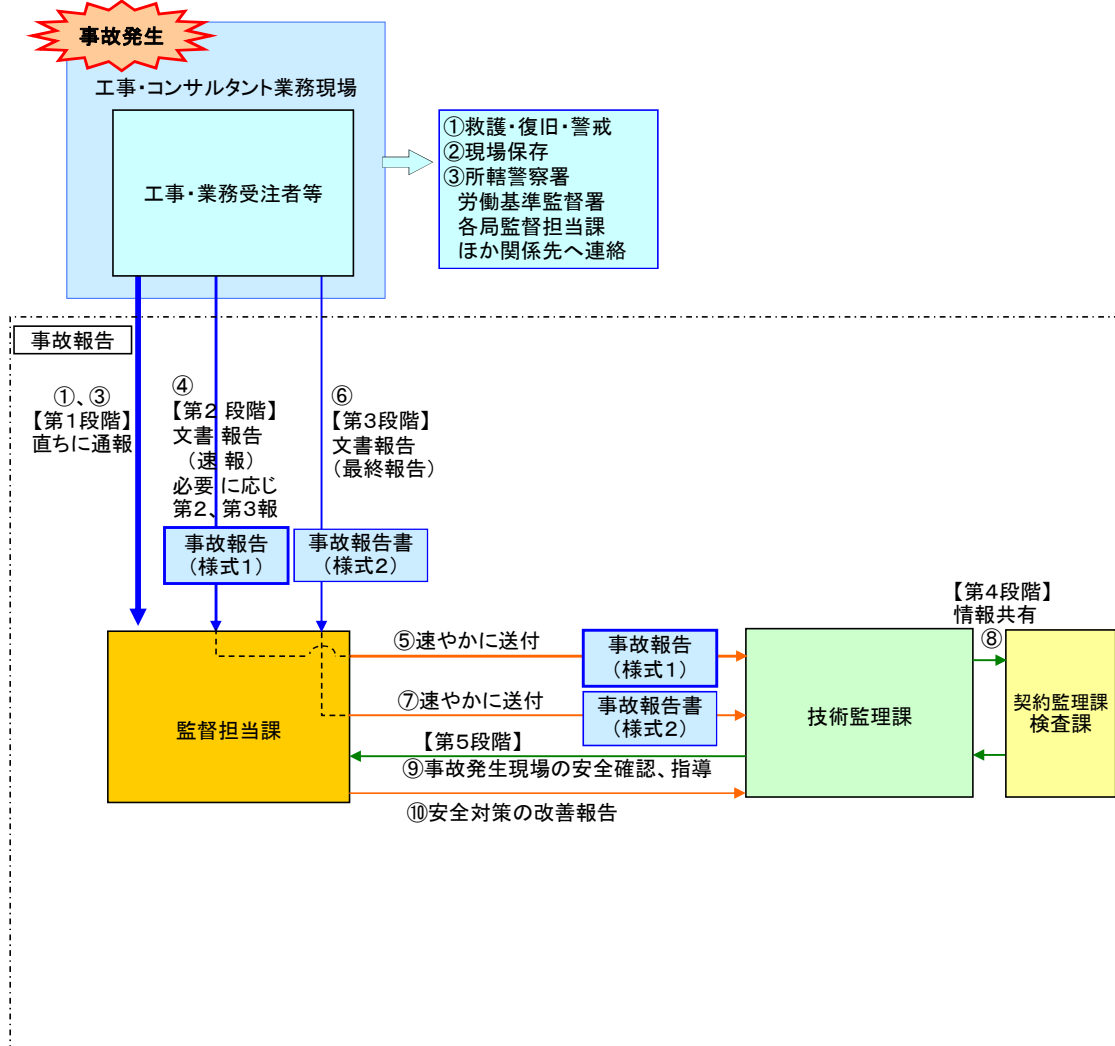 事故発生
工事・コンサルタント業務現場
工事・業務受注者等
①救護・復旧・警戒
②現場保存
③所轄警察署
労働基準監督署
各局監督担当課
ほか関係先へ連絡
事故報告
①、③
【第1段階】
直ちに通報
④
【第2段階】
文書報告
(速報)
必要に応じ
第2、第3報
⑥
【第3段階】
文書報告
(最終報告)
事故報告
(様式1)
事故報告書
(様式2)
監督担当課
⑤速やかに送付
事故報告
(様式1)
⑦速やかに送付
事故報告書
(様式2)
【第5段階】
⑨事故発生現場の安全確認、指導
⑩安全対策の改善報告
技術監理課
【第4段階】
情報共有
⑧
契約監理課
検査課